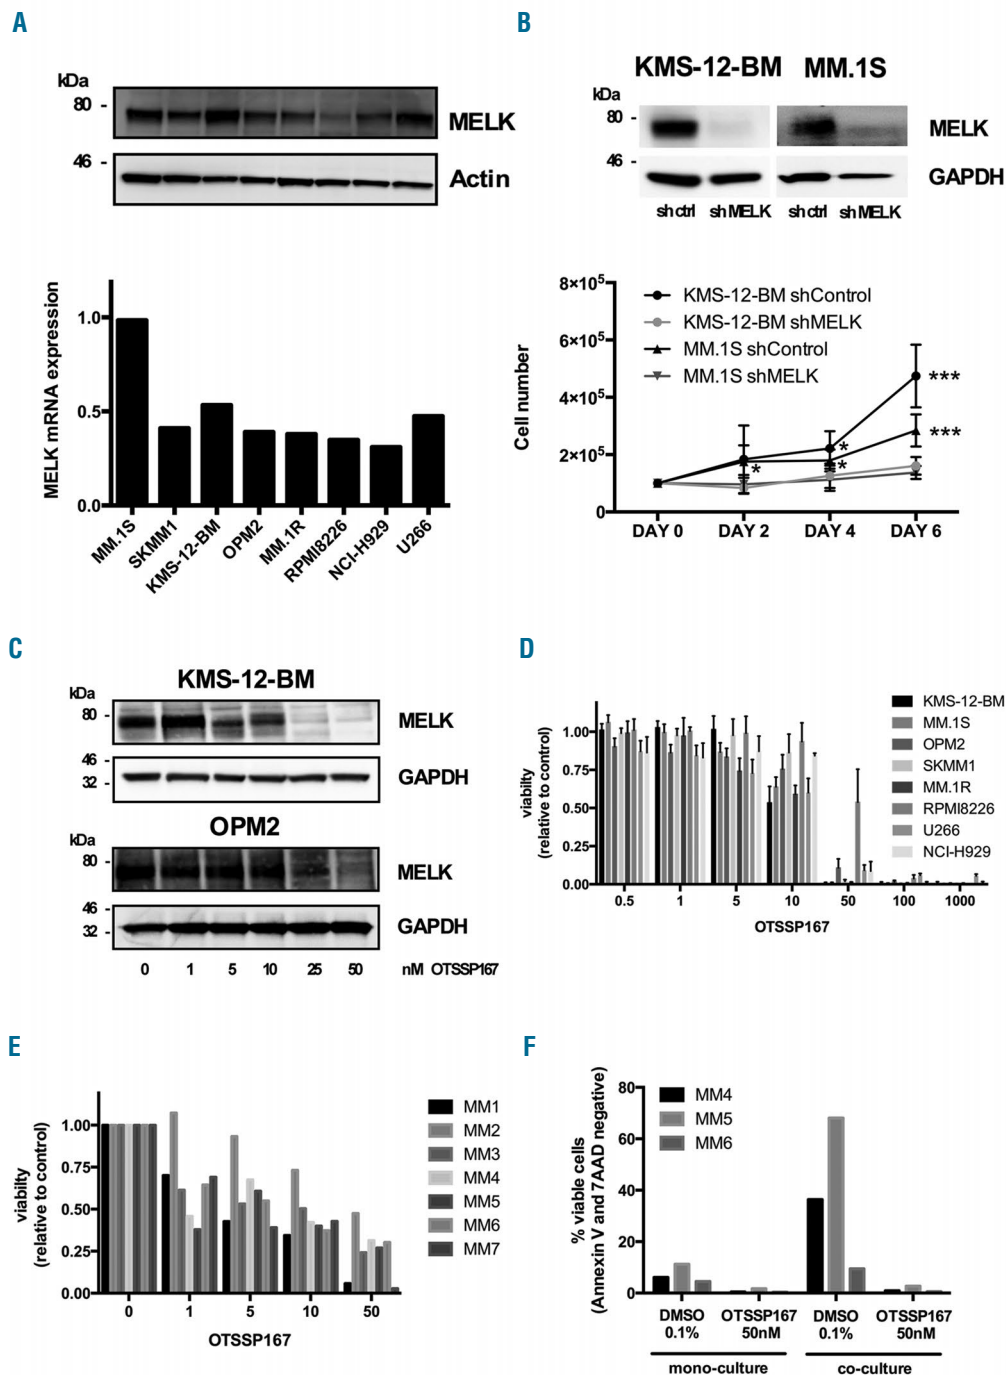 A
kDa
80 -
MELK
46 -
Actin
MELK mRNA expression
1.0
0.5
0.0
MM.1S
SKMM1
KMS-12-BM
OPM2
MM.1R
RPMI8226
NCI-H929
U266
B
KMS-12-BM MM.1S
kDa
80 -
MELK
46 -
GAPDH
sh ctrl sh MELK sh ctrl sh MELK
Cell number
8×10⁵
6×10⁵
4×10⁵
2×10⁵
0
KMS-12-BM shControl
KMS-12-BM shMELK
MM.1S shControl
MM.1S shMELK
***
***
*
*
*
DAY 0 DAY 2 DAY 4 DAY 6
C
KMS-12-BM
kDa
80 -
MELK
46 -
32 -
GAPDH
OPM2
kDa
80 -
MELK
46 -
32 -
GAPDH
0 1 5 10 25 50 nM OTSSP167
D
viabilty
(relative to control)
1.00
0.75
0.50
0.25
0.00
0.5 1 5 10 50 100 1000
OTSSP167
KMS-12-BM
MM.1S
OPM2
SKMM1
MM.1R
RPMI8226
U266
NCI-H929
E
viabilty
(relative to control)
1.00
0.75
0.50
0.25
0.00
0 1 5 10 50
OTSSP167
MM1
MM2
MM3
MM4
MM5
MM6
MM7
F
% viable cells
(Annexin V and 7AAD negative)
80
60
40
20
0
MM4
MM5
MM6
DMSO OTSSP167 DMSO OTSSP167
0.1% 50nM 0.1% 50nM
mono-culture co-culture